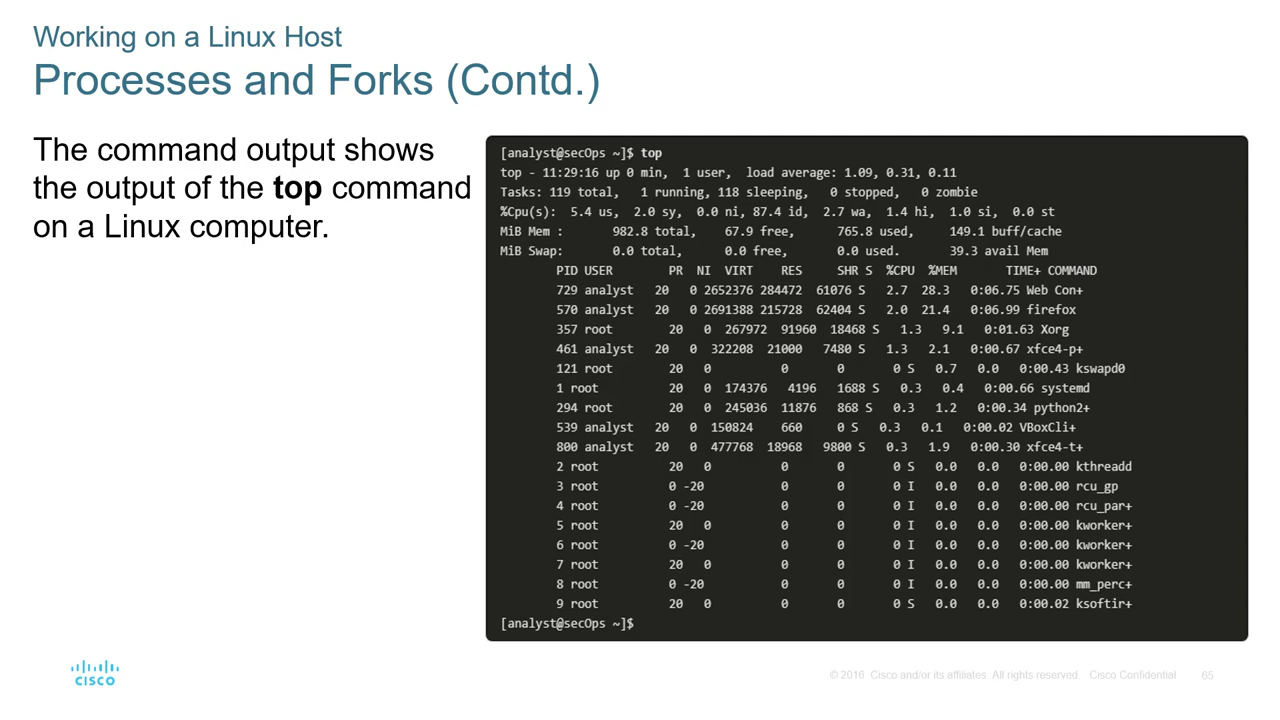 Working on a Linux Host
Processes and Forks (Contd.)
The command output shows
the output of the top command
on a Linux computer.
[analyst@secOps ~]$ top
top - 11:29:16 up 0 min,  1 user,  load average: 1.09, 0.31, 0.11
Tasks: 119 total,   1 running, 118 sleeping,   0 stopped,   0 zombie
%Cpu(s):  5.4 us,  2.0 sy,  0.0 ni, 87.4 id,  2.7 wa,  1.4 hi,  1.0 si,  0.0 st
MiB Mem :       982.8 total,    67.9 free,     765.8 used,     149.1 buff/cache
MiB Swap:       0.0 total,      0.0 free,      0.0 used.       39.3 avail Mem
PID USER        PR  NI  VIRT    RES     SHR S  %CPU  %MEM       TIME+ COMMAND
729 analyst   20   0 2652376 284472  61076 S   2.7  28.3   0:06.75 Web Con+
570 analyst   20   0 2691388 215728  62404 S   2.0  21.4   0:06.99 firefox
357 root        20   0  267972  91960  18468 S   1.3   9.1   0:01.63 Xorg
461 analyst   20   0  322208  21000   7480 S   1.3   2.1   0:00.67 xfce4-p+
121 root        20   0          0       0       0 S   0.7   0.0   0:00.43 kswapd0
1 root          20   0  174376   4196   1688 S   0.3   0.4   0:00.66 systemd
294 root        20   0  245036  11876    868 S   0.3   1.2   0:00.34 python2+
539 analyst   20   0  150824    660      0 S   0.3   0.1   0:00.02 VBoxCli+
800 analyst   20   0  477768  18968   9800 S   0.3   1.9   0:00.30 xfce4-t+
2 root          20   0          0       0       0 S   0.0   0.0   0:00.00 kthreadd
3 root          0 -20           0       0       0 I   0.0   0.0   0:00.00 rcu_gp
4 root          0 -20           0       0       0 I   0.0   0.0   0:00.00 rcu_par+
5 root          20   0          0       0       0 I   0.0   0.0   0:00.00 kworker+
6 root          0 -20           0       0       0 I   0.0   0.0   0:00.00 kworker+
7 root          20   0          0       0       0 I   0.0   0.0   0:00.00 kworker+
8 root          0 -20           0       0       0 I   0.0   0.0   0:00.00 mm_perc+
9 root          20   0          0       0       0 S   0.0   0.0   0:00.02 ksoftir+
[analyst@secOps ~]$
CISCO
© 2016 Cisco and/or its affiliates. All rights reserved. Cisco Confidential 65